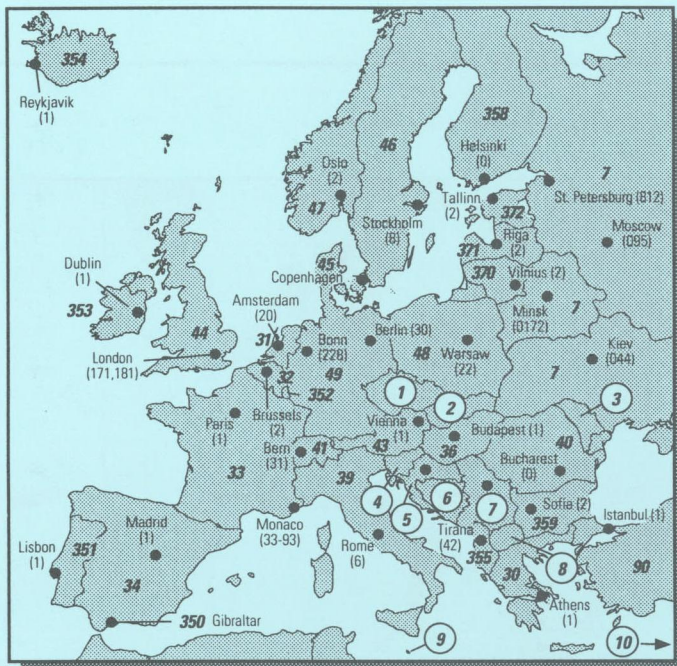 354
Reykjavik
(1)
358
46
Helsinki
(0)
7
Oslo
(2)
St. Petersburg (812)
Tallinn
(2)
47
372
Stockholm
(8)
Moscow
(095)
Riga
(2)
371
Dublin
(1)
45
Copenhagen
370
Vilnius (2)
353
Amsterdam
(20)
Minsk
(0172)
7
44
31
Bonn
(228)
Berlin (30)
48
Warsaw
(22)
Kiev
(044)
London
(171,181)
32
49
352
7
1
2
3
Paris
(1)
Brussels
(2)
Vienna
(1)
Budapest (1)
Bern
(31)
41
43
36
40
33
Bucharest
(0)
39
4
5
6
7
Sofia (2)
359
Istanbul (1)
Madrid
(1)
Monaco
(33-93)
Rome
(6)
Tirana
(42)
355
8
Lisbon
(1)
351
34
30
90
Athens
(1)
350 Gibraltar
9
10